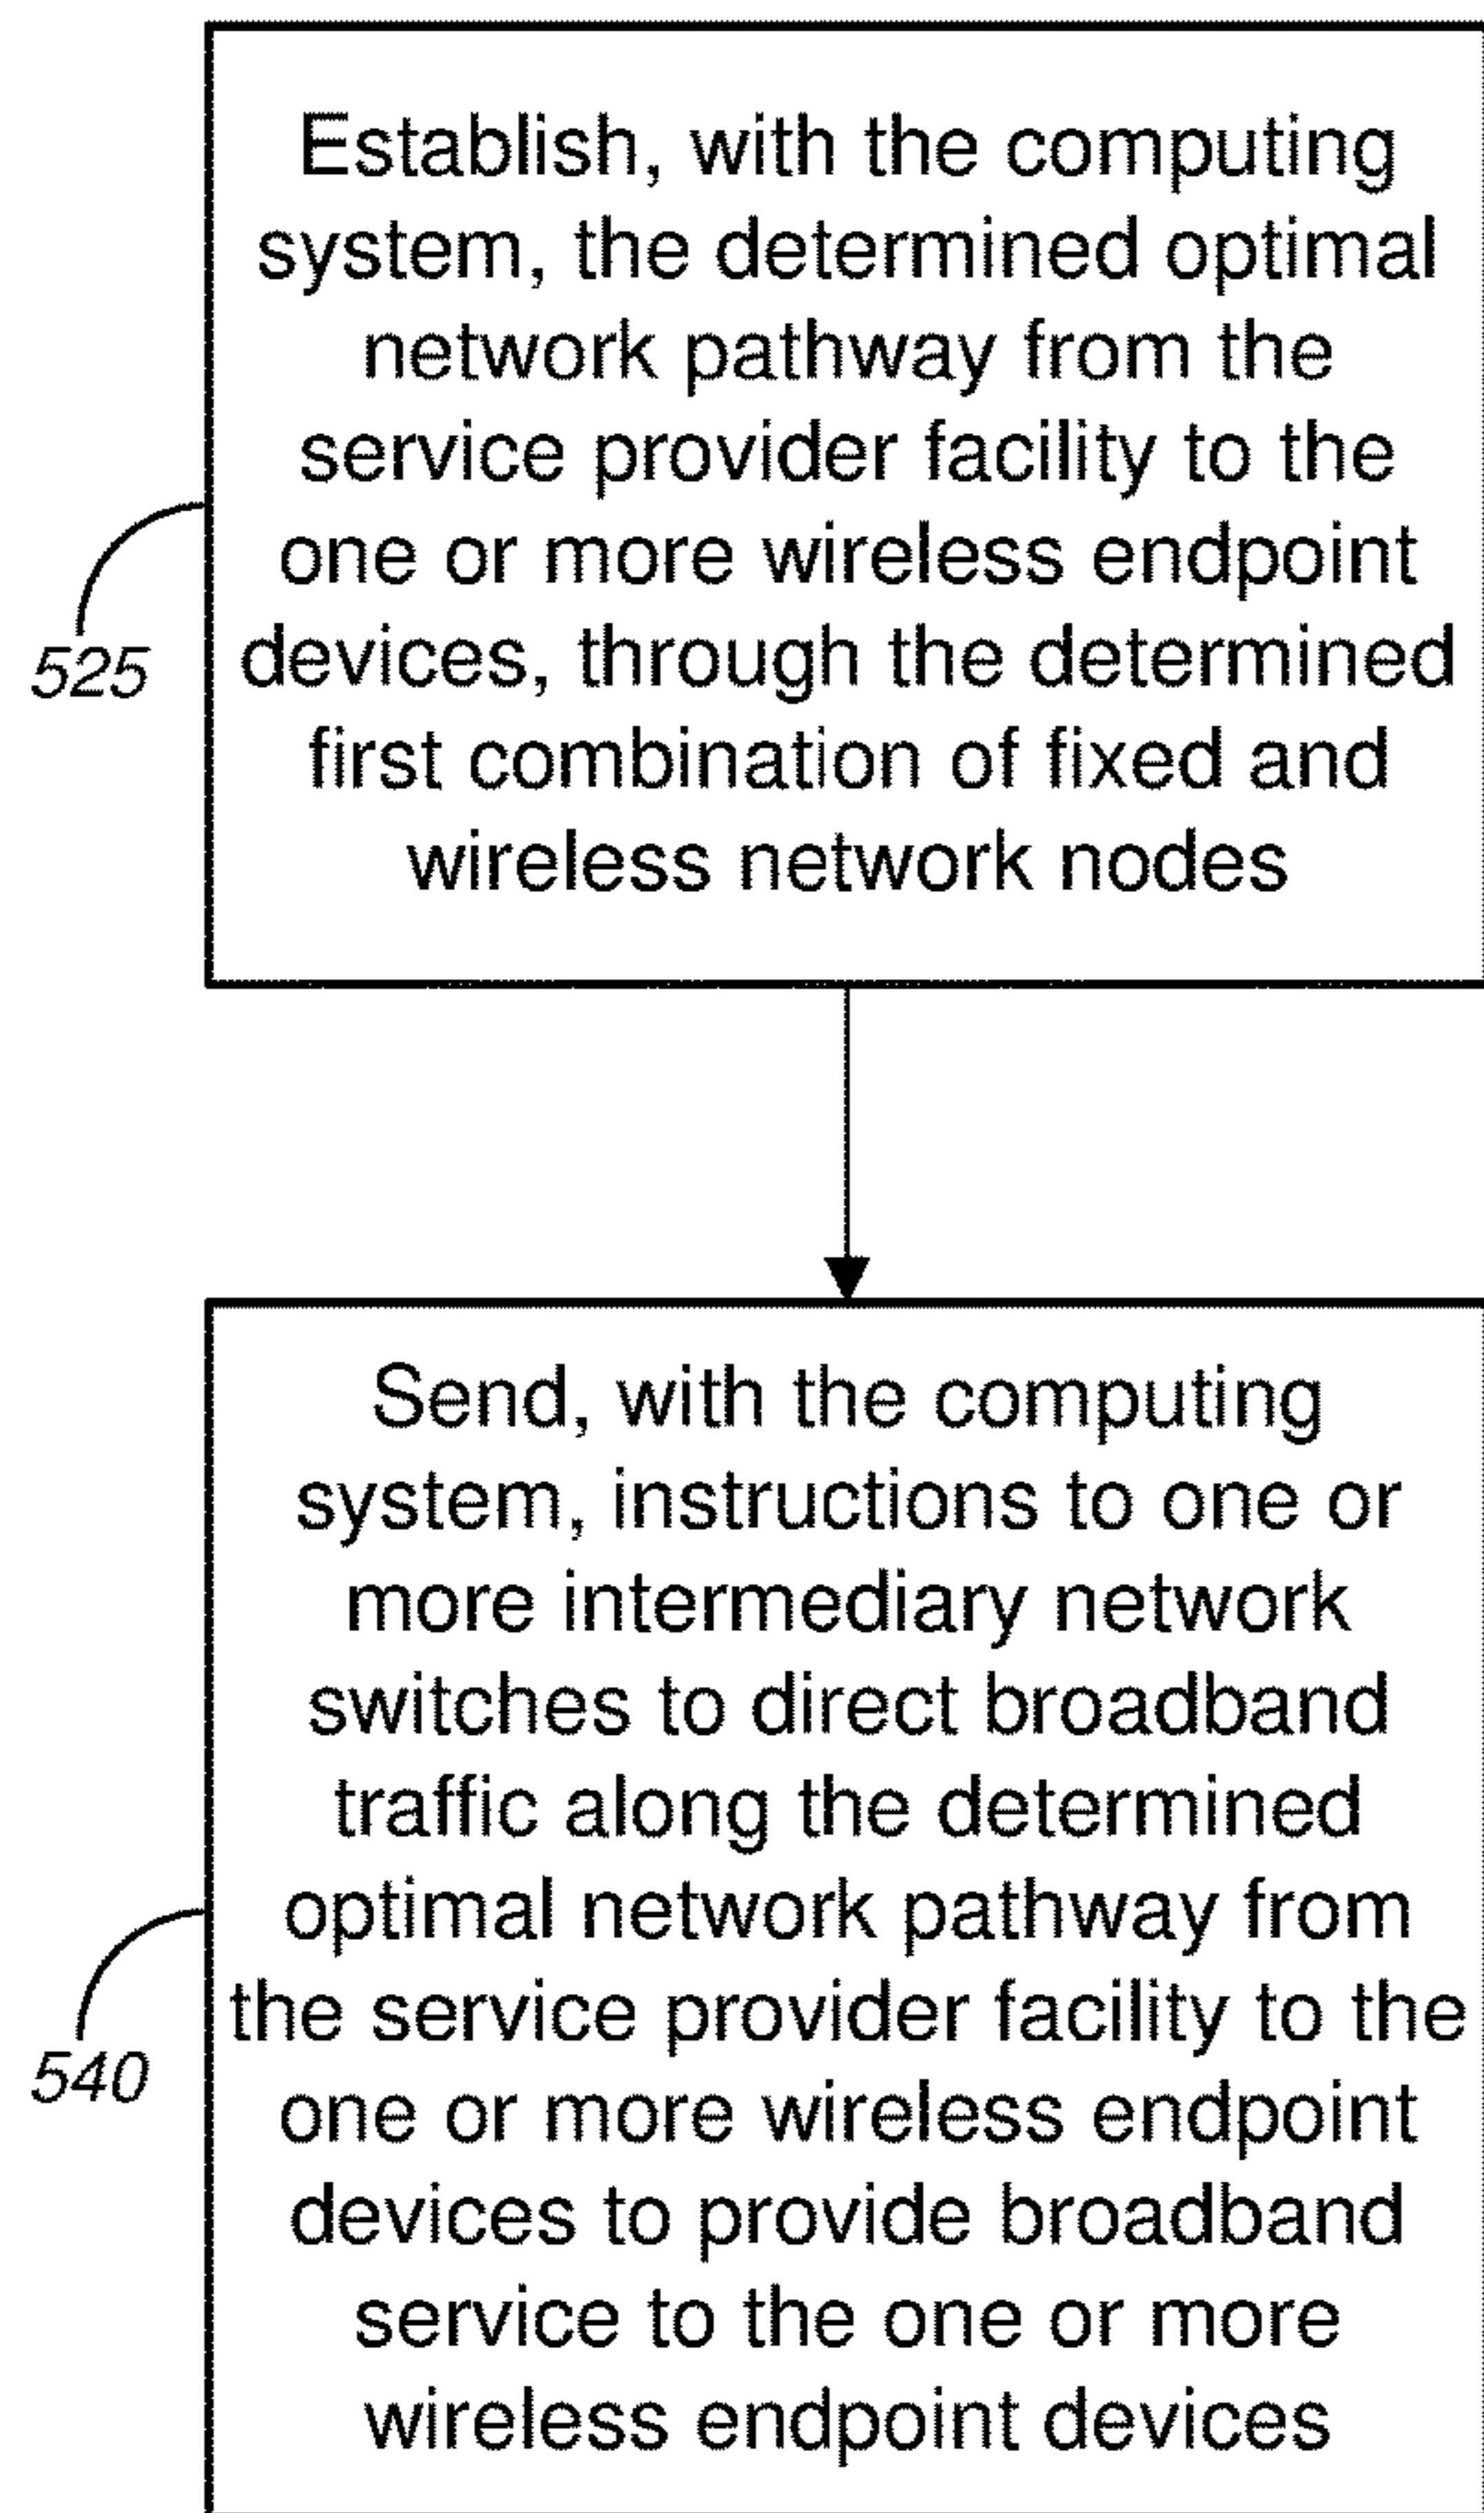 Establish, with the computing
system, the determined optimal
network pathway from the
service provider facility to the
one or more wireless endpoint
devices, through the determined
first combination of fixed and
wireless network nodes
525
Send, with the computing
system, instructions to one or
more intermediary network
switches to direct broadband
traffic along the determined
optimal network pathway from
the service provider facility to the
one or more wireless endpoint
devices to provide broadband
service to the one or more
wireless endpoint devices
540